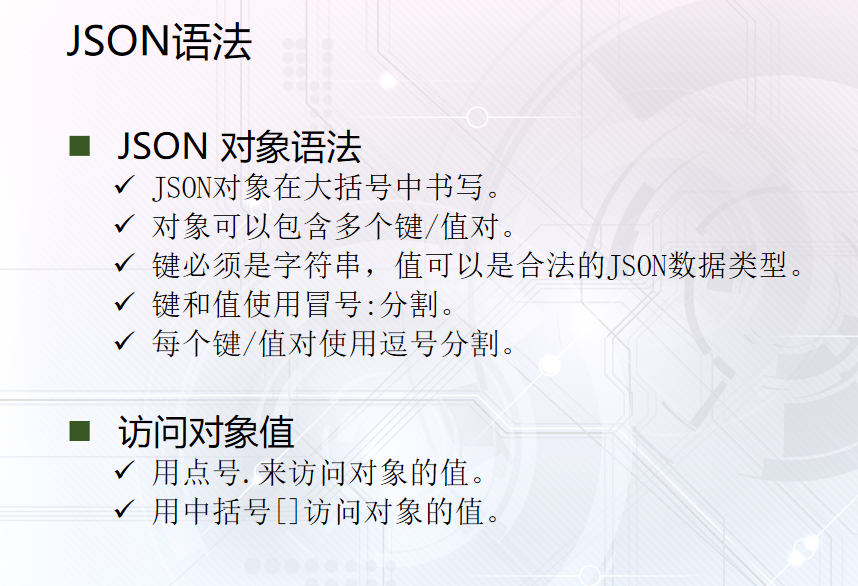 JSON语法
JSON 对象语法
JSON对象在大括号中书写。
对象可以包含多个键/值对。
键必须是字符串，值可以是合法的JSON数据类型。
键和值使用冒号:分割。
每个键/值对使用逗号分割。
访问对象值
用点号.来访问对象的值。
用中括号[]访问对象的值。